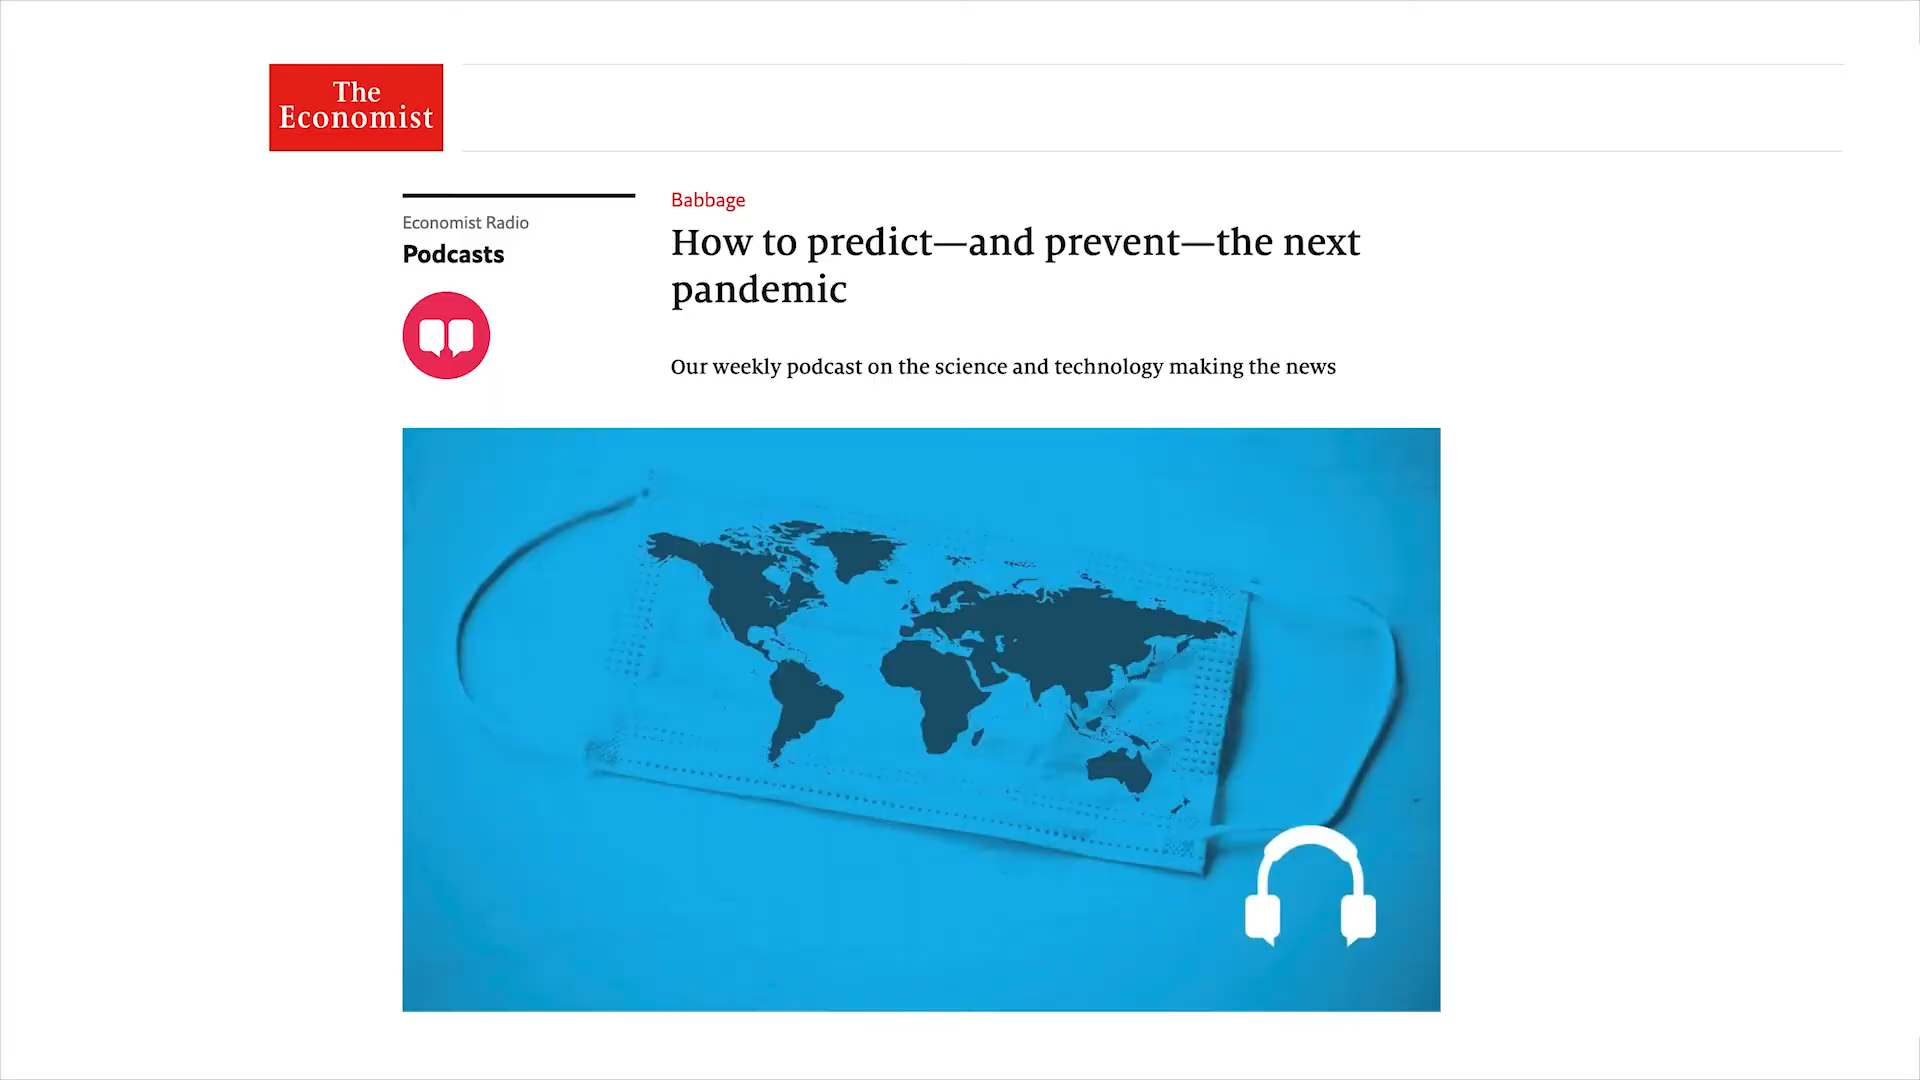 The
Economist
Economist Radio
Podcasts
Babbage
How to predict—and prevent—the next
pandemic
Our weekly podcast on the science and technology making the news